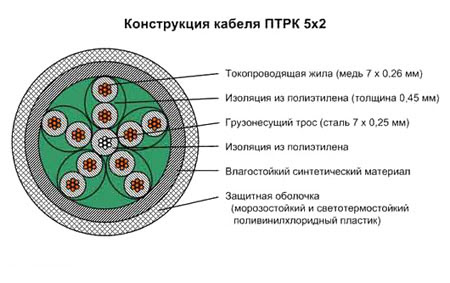 Конструкция кабеля ПТРК 5х2
Токопроводящая жила (медь 7 х 0,26 мм)
Изоляция из полиэтилена (толщина 0,45 мм)
Грузонесущий трос (сталь 7 х 0,25 мм)
Изоляция из полиэтилена
Влагостойкий синтетический материал
Защитная оболочка
(морозостойкий и светотермостойкий
поливинилхлоридный пластик)